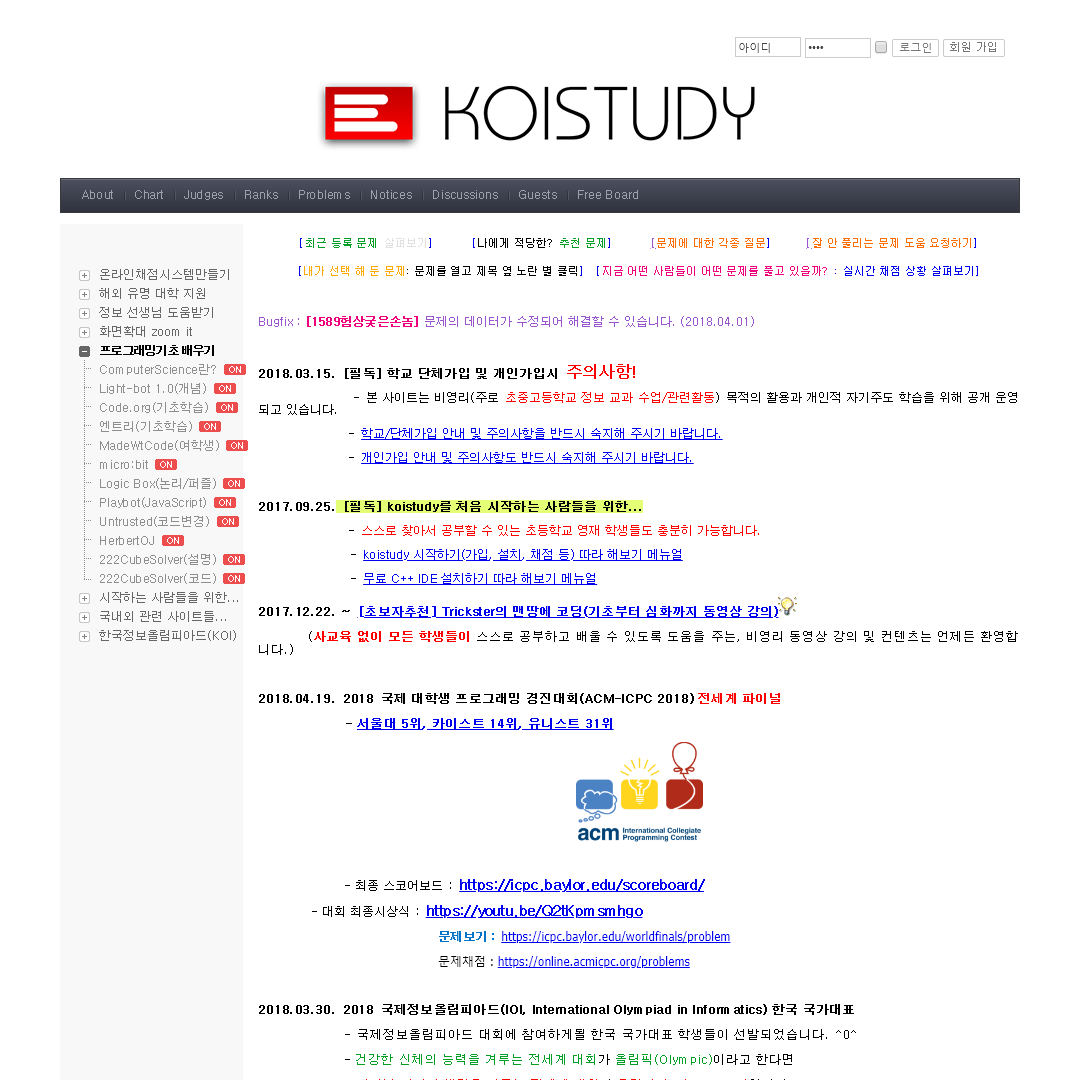 아이디 •••• 로그인 회원 가입
KOISTUDY
About Chart Judges Ranks Problems Notices Discussions Guests Free Board
온라인채점시스템만들기
해외 유명 대학 지원
정보 선생님 도움받기
화면확대 zoom it
프로그래밍기초배우기
ComputerScience란? ON
Light-bot 1.0(개념) ON
Code.org(기초학습) ON
엔트리(기초학습) ON
MadeWtCode(여학생) ON
micro:bit ON
Logic Box(논리/퍼즐) ON
Playbot(JavaScript) ON
Untrusted(코드변경) ON
HerbertOJ ON
222CubeSolver(설명) ON
222CubeSolver(코드) ON
시작하는 사람들을 위한...
국내외 관련 사이트들...
한국정보올림피아드(KOI)
[최근 등록 문제 살펴보기] [나에게 적당한? 추천 문제] [문제에 대한 각종 질문] [잘 안 풀리는 문제 도움 요청하기]
[내가 선택 해 둔 문제: 문제를 열고 제목 옆 노란 별 클릭] [지금 어떤 사람들이 어떤 문제를 풀고 있을까? : 실시간 채점 상황 살펴보기]
Bugfix : [1589험상궂은손놈] 문제의 데이터가 수정되어 해결할 수 있습니다. (2018.04.01)
2018.03.15. [필독] 학교 단체가입 및 개인가입시 주의사항!
- 본 사이트는 비영리(주로 초중고등학교 정보 교과 수업/관련활동) 목적의 활용과 개인적 자기주도 학습을 위해 공개 운영
되고 있습니다.
- 학교/단체가입 안내 및 주의사항을 반드시 숙지해 주시기 바랍니다.
- 개인가입 안내 및 주의사항도 반드시 숙지해 주시기 바랍니다.
2017.09.25. [필독] koistudy를 처음 시작하는 사람들을 위한...
- 스스로 찾아서 공부할 수 있는 초등학교 영재 학생들도 충분히 가능합니다.
- koistudy 시작하기(가입, 설치, 채점 등) 따라 해보기 메뉴얼
- 무료 C++ IDE 설치하기 따라 해보기 메뉴얼
2017.12.22. ~ [초보자추천] Trickster의 맨땅에 코딩(기초부터 심화까지 동영상 강의)
(사교육 없이 모든 학생들이 스스로 공부하고 배울 수 있도록 도움을 주는, 비영리 동영상 강의 및 컨텐츠는 언제든 환영합
니다.)
2018.04.19. 2018 국제 대학생 프로그래밍 경진대회(ACM-ICPC 2018) 전세계 파이널
- 서울대 5위, 카이스트 14위, 유니스트 31위
acm International Collegiate
Programming Contest
- 최종 스코어보드 : https://icpc.baylor.edu/scoreboard/
- 대회 최종시상식 : https://youtu.be/Q2tKpmsmhgo
문제 보기 : https://icpc.baylor.edu/worldfinals/problem
문제채점 : https://online.acmicpc.org/problems
2018.03.30. 2018 국제정보올림피아드(IOI, International Olympiad in Informatics) 한국 국가대표
- 국제정보올림피아드 대회에 참여하게될 한국 국가대표 학생들이 선발되었습니다. ^0^
- 건강한 신체의 능력을 겨루는 전세계 대회가 올림픽(Olympic)이라고 한다면